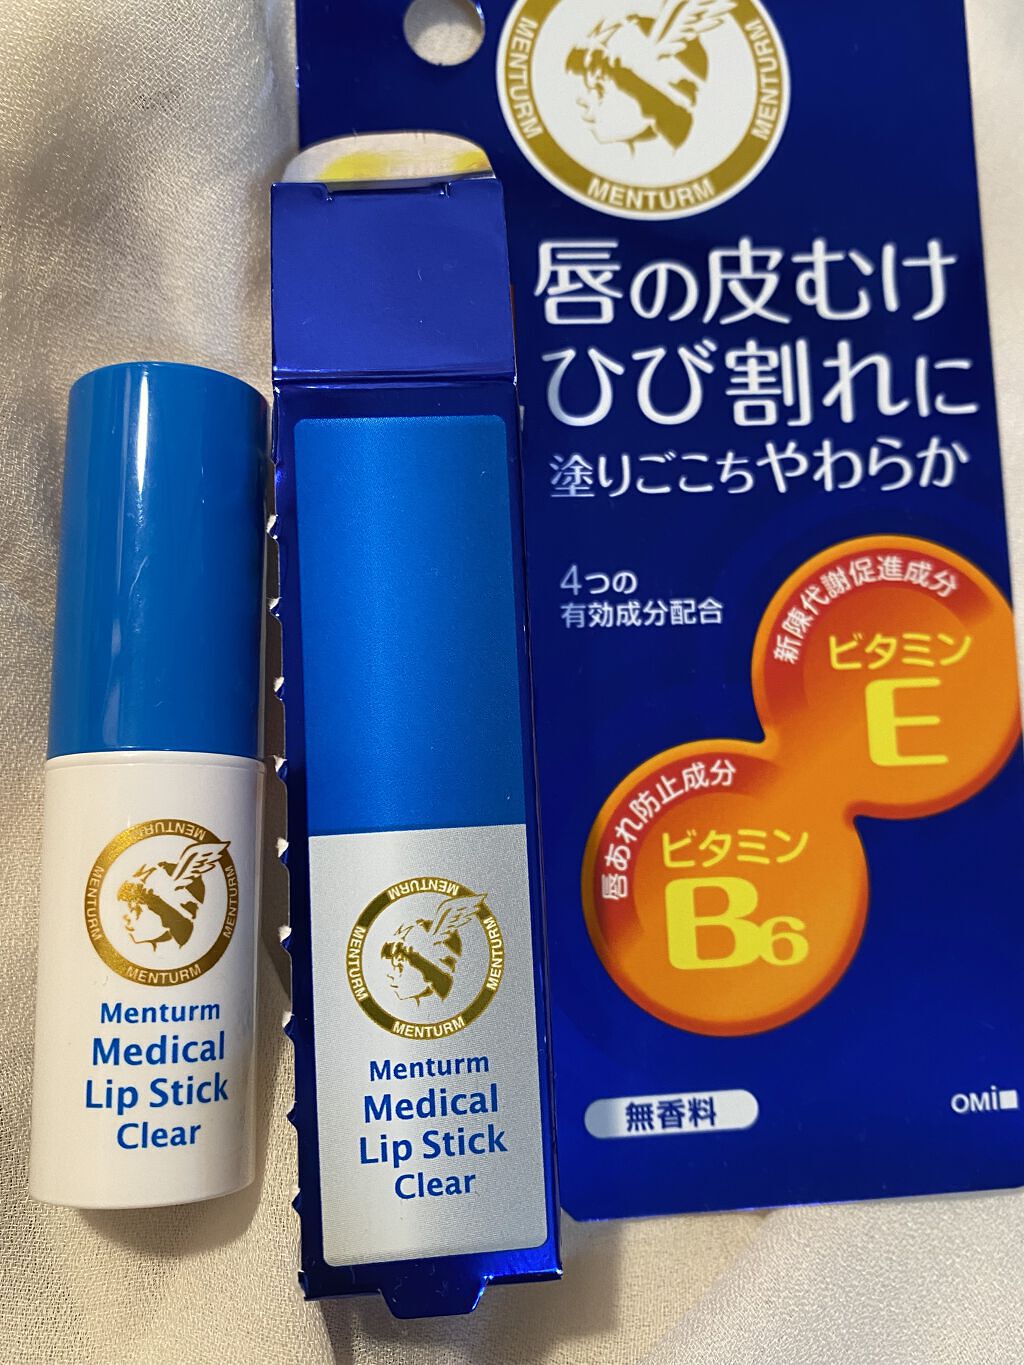 MENTURM
MENTURM
MENTURM
唇の皮むけ
ひび割れに
塗りごこちやわらか
4つの
有効成分配合
新陳代謝促進成分
ビタミン
E
唇あれ防止成分
ビタミン
B6
無香料
OMi
MENTURM
MENTURM
MENTURM
MENTURM
Menturm
Medical
Lip Stick
Clear
MENTURM
MENTURM
MENTURM
MENTURM
Menturm
Medical
Lip Stick
Clear